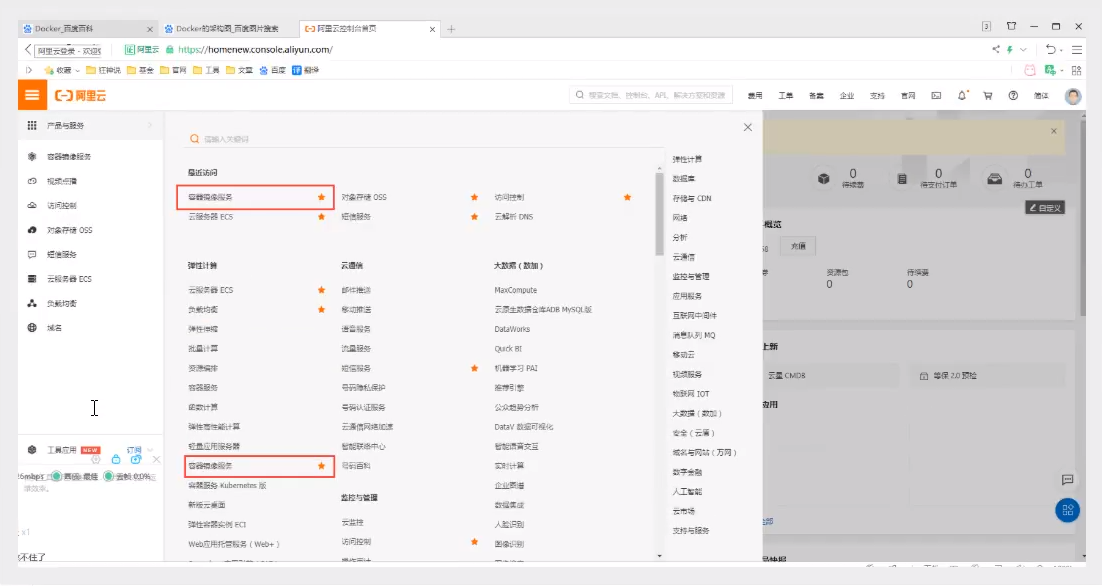 Docker_百度百科
Docker的架构图_百度图片搜索
阿里云控制台首页
阿里云登录 - 欢迎
阿里云
https://homenew.console.aliyun.com/
收藏 狂神说 基金 官网 工具 文章 百度 翻译
阿里云
搜索文档、控制台、API、解决方案和资源
费用 工单 备案 企业 支持 官网 简体
产品与服务
容器镜像服务
视频点播
访问控制
对象存储 OSS
短信服务
云服务器 ECS
负载均衡
域名
工具应用 NEW
订阅
请输入关键词
最近访问
容器镜像服务 对象存储 OSS 访问控制
云服务器 ECS 短信服务 云解析 DNS
弹性计算
云服务器 ECS
负载均衡
弹性伸缩
批量计算
资源编排
容器服务
函数计算
弹性高性能计算
轻量应用服务器
容器镜像服务
容器服务 Kubernetes 版
新版云桌面
弹性容器实例 ECI
Web应用托管服务（Web+）
云通信
邮件推送
移动推送
语音服务
流量服务
短信服务
号码隐私保护
号码认证服务
云通信网络加速
智能联络中心
号码百科
监控与管理
云监控
访问控制
大数据（数加）
MaxCompute
云原生数据仓库ADB MySQL版
DataWorks
Quick BI
机器学习 PAI
推荐引擎
公众趋势分析
DataV 数据可视化
智能语音交互
实时计算
企业图谱
数据集成
人脸识别
图像识别
弹性计算
数据库
存储与 CDN
网络
分析
云通信
监控与管理
应用服务
互联网中间件
消息队列 MQ
移动云
视频服务
物联网 IOT
大数据（数加）
安全（云盾）
域名与网站（万网）
数字金融
人工智能
云市场
支持与服务
0
待续费
0
待支付订单
0
待办工单
自定义
概览
充值
资源包
0
待续费
0
上新
云星 CMDB
等保 2.0 预检
应用